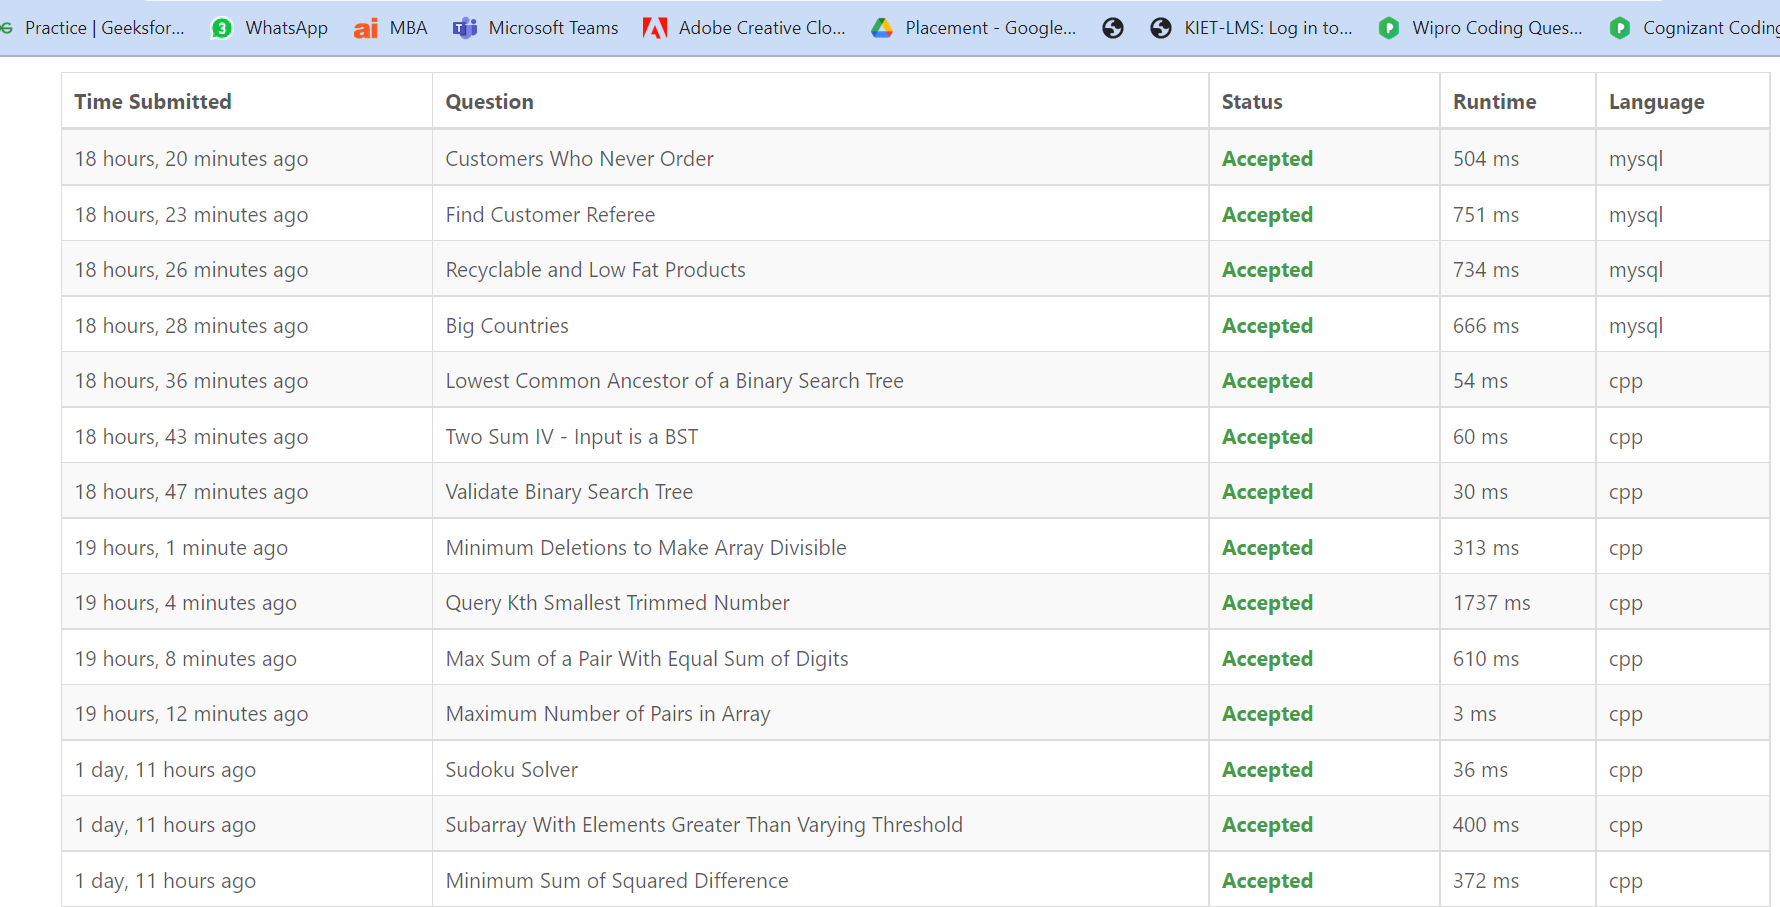 Practice | Geeksfor... 3 WhatsApp ai MBA Microsoft Teams Adobe Creative Clo... Placement - Google... KIET-LMS: Log in to... P Wipro Coding Ques... P Cognizant Coding
Time Submitted Question Status Runtime Language
18 hours, 20 minutes ago Customers Who Never Order Accepted 504 ms mysql
18 hours, 23 minutes ago Find Customer Referee Accepted 751 ms mysql
18 hours, 26 minutes ago Recyclable and Low Fat Products Accepted 734 ms mysql
18 hours, 28 minutes ago Big Countries Accepted 666 ms mysql
18 hours, 36 minutes ago Lowest Common Ancestor of a Binary Search Tree Accepted 54 ms cpp
18 hours, 43 minutes ago Two Sum IV - Input is a BST Accepted 60 ms cpp
18 hours, 47 minutes ago Validate Binary Search Tree Accepted 30 ms cpp
19 hours, 1 minute ago Minimum Deletions to Make Array Divisible Accepted 313 ms cpp
19 hours, 4 minutes ago Query Kth Smallest Trimmed Number Accepted 1737 ms cpp
19 hours, 8 minutes ago Max Sum of a Pair With Equal Sum of Digits Accepted 610 ms cpp
19 hours, 12 minutes ago Maximum Number of Pairs in Array Accepted 3 ms cpp
1 day, 11 hours ago Sudoku Solver Accepted 36 ms cpp
1 day, 11 hours ago Subarray With Elements Greater Than Varying Threshold Accepted 400 ms cpp
1 day, 11 hours ago Minimum Sum of Squared Difference Accepted 372 ms cpp